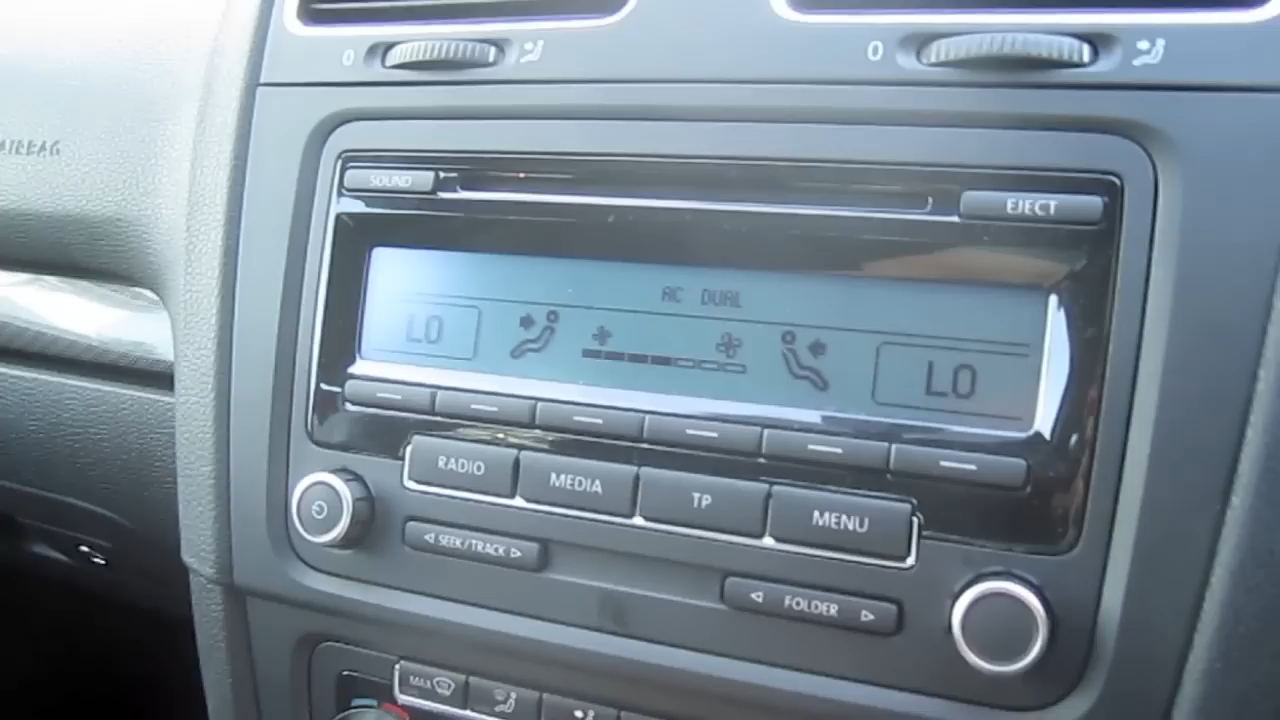 0 0
AIRBAG
SOUND
EJECT
AC DUAL
LO LO
RADIO MEDIA TP MENU
SEEK/TRACK
FOLDER
MAX